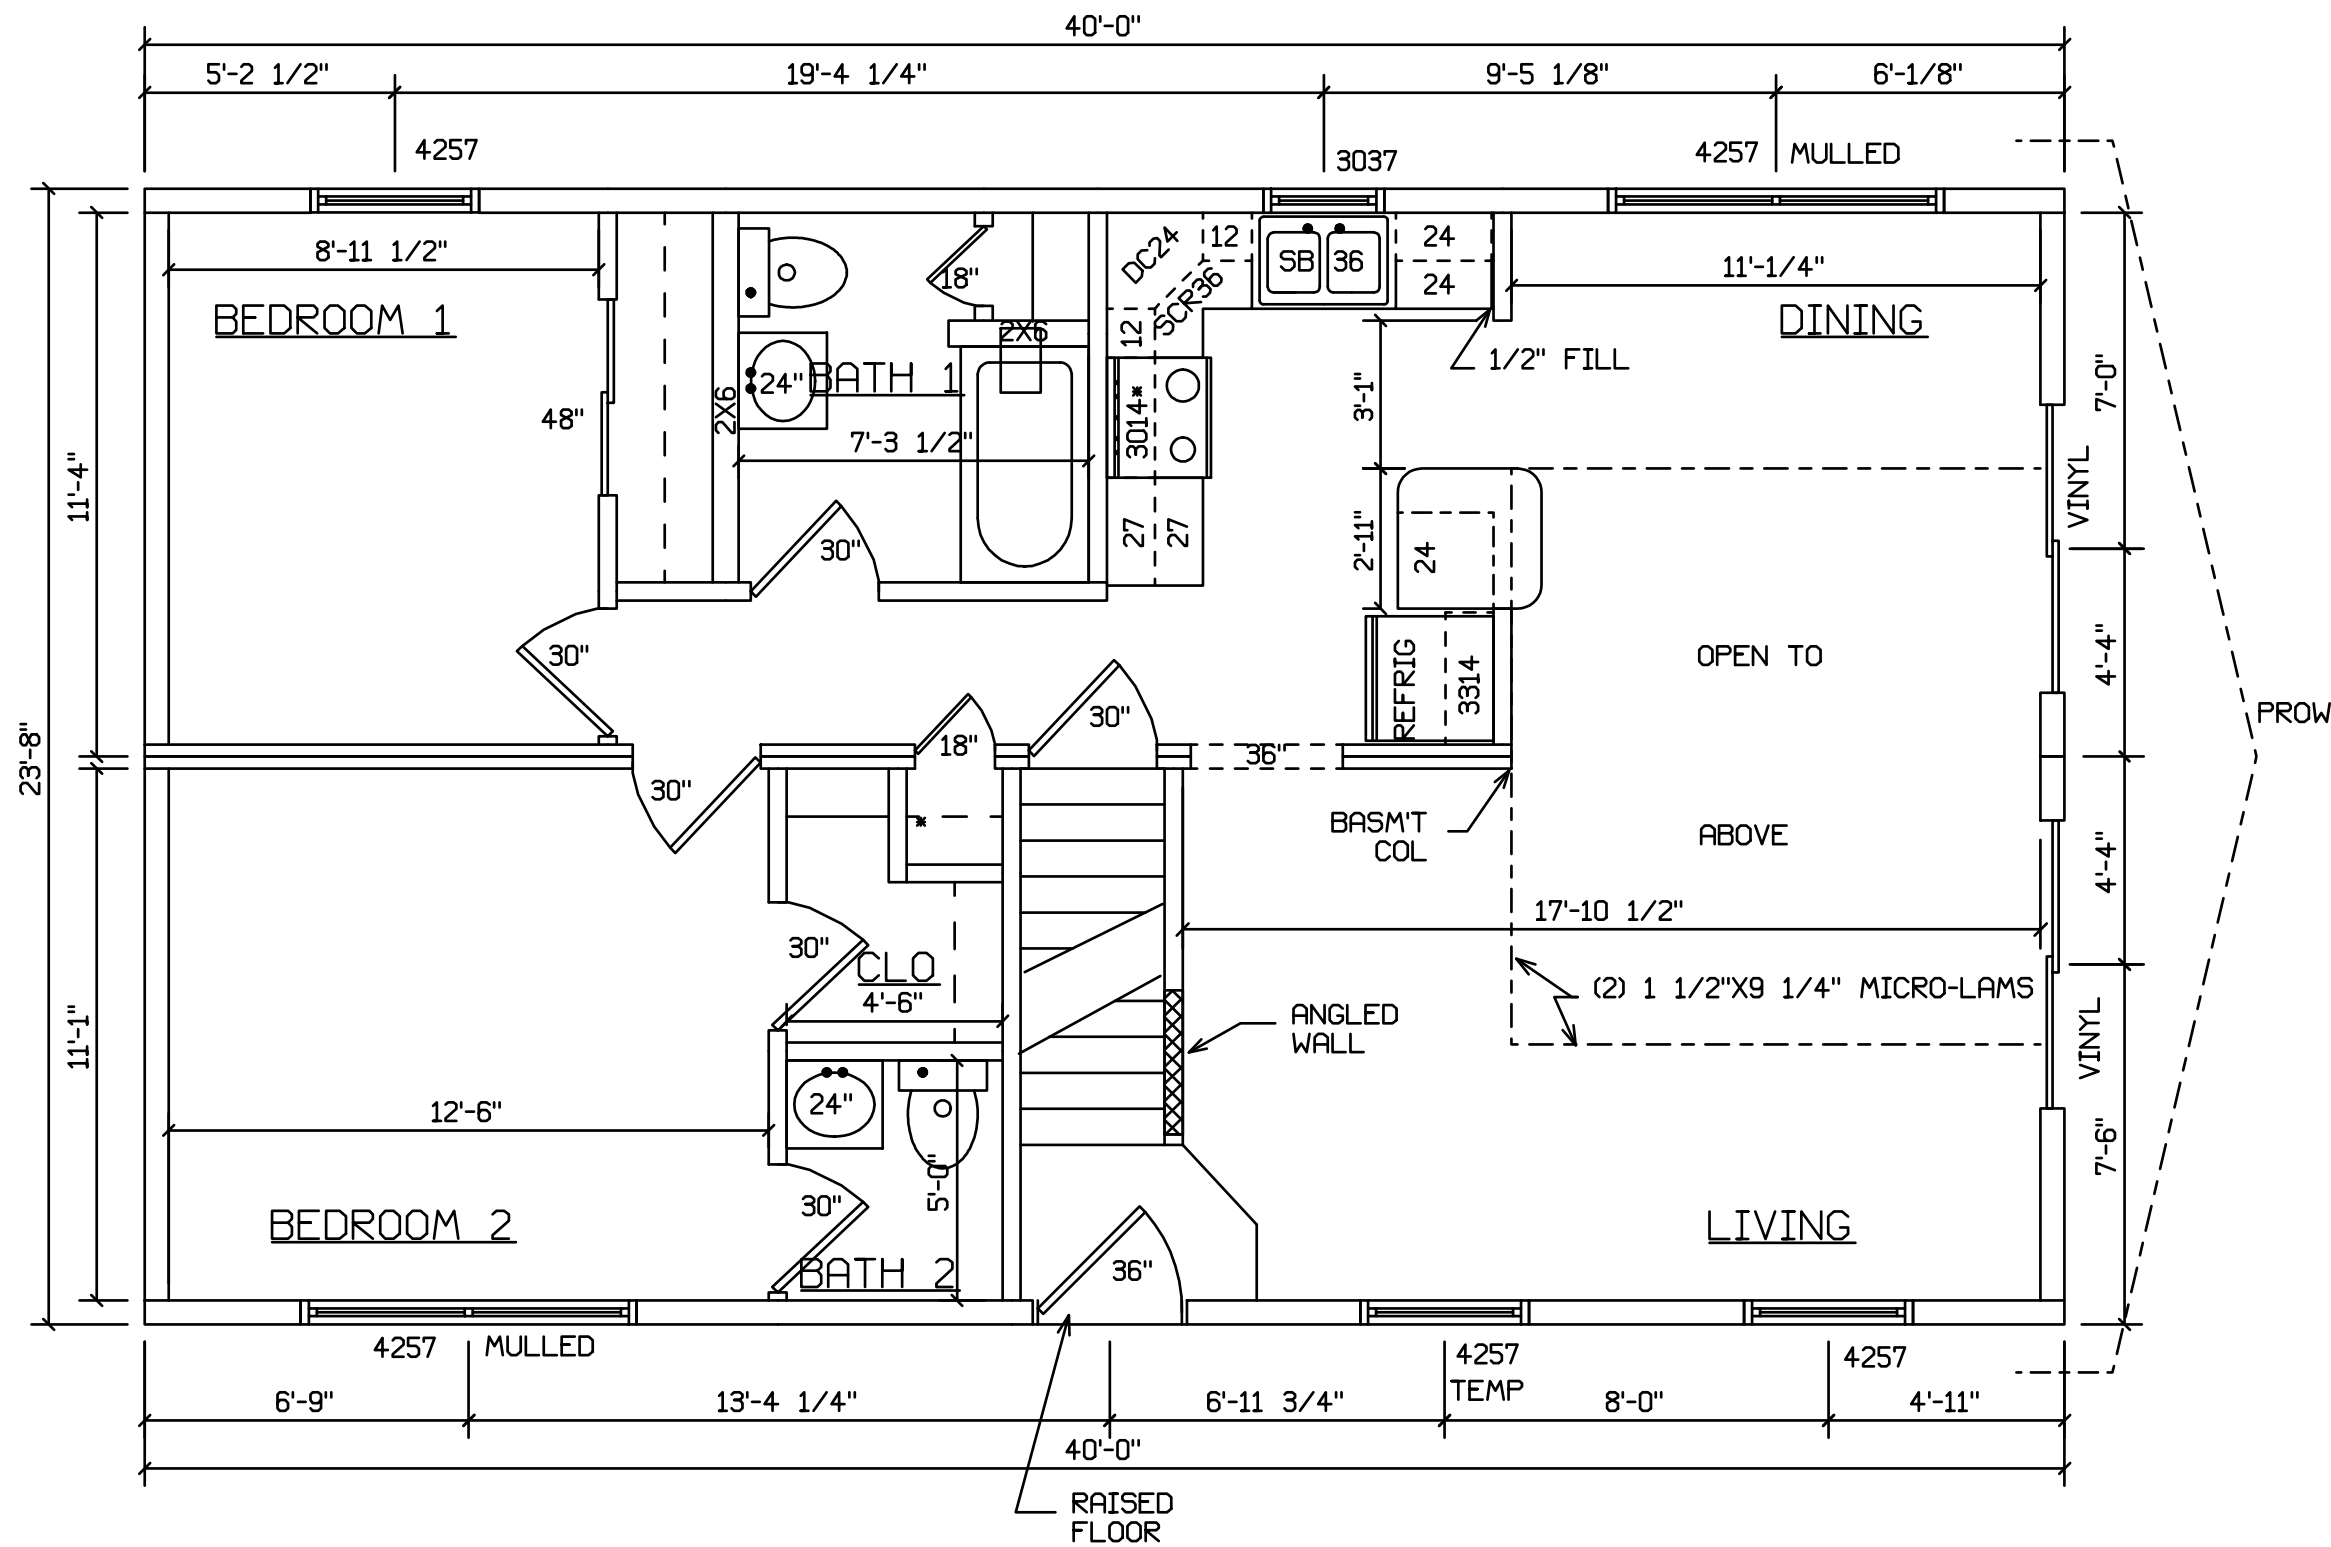 40'-0"
5'-2 1/2"
19'-4 1/4"
9'-5 1/8"
6'-1/8"
4257
3037
4257 MULLED
8'-11 1/2"
BEDROOM 1
48"
2X6
18"
2X6
24"
BATH 1
7'-3 1/2"
30"
DC24
12
SCR36
12
3014*
27
27
SB 36
24
24
1/2" FILL
11'-1/4"
DINING
3'-1"
2'-11"
24
REFRIG
3314
7'-0"
VINYL
4'-4"
OPEN TO
ABOVE
PROW
11'-4"
23'-8"
30"
18"
30"
36"
30"
BASM'T
COL
4'-4"
17'-10 1/2"
(2) 1 1/2"X9 1/4" MICRO-LAMS
*
30"
CLO
4'-6"
ANGLED
WALL
VINYL
11'-1"
12'-6"
24"
5'-0"
7'-6"
30"
BEDROOM 2
BATH 2
36"
LIVING
4257 MULLED
4257
TEMP
4257
6'-9"
13'-4 1/4"
6'-11 3/4"
8'-0"
4'-11"
40'-0"
RAISED
FLOOR